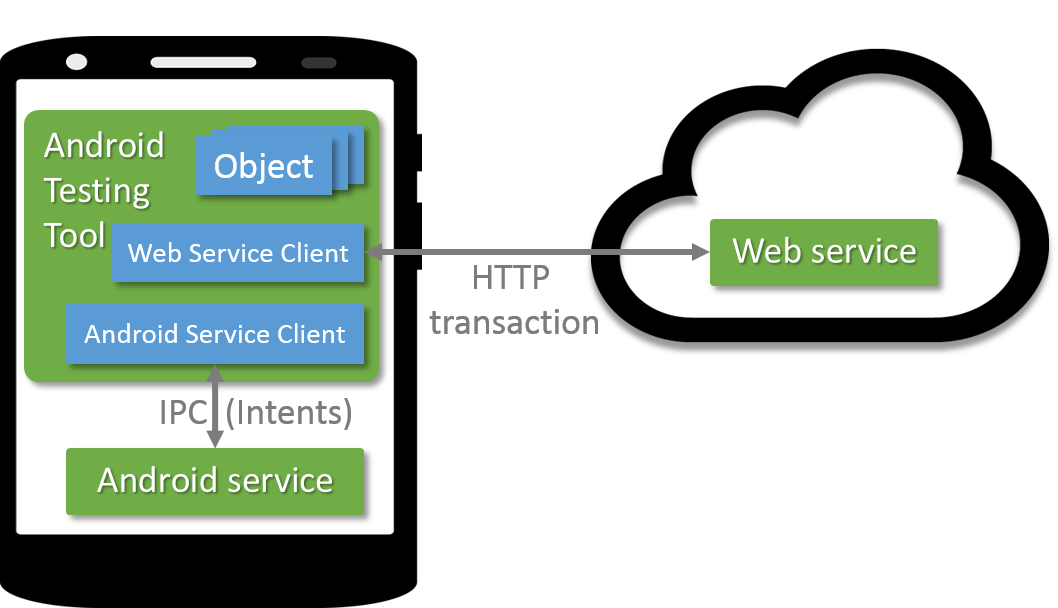 Android
Testing
Tool
Object
Web Service Client
Android Service Client
HTTP
transaction
Web service
IPC (Intents)
Android service